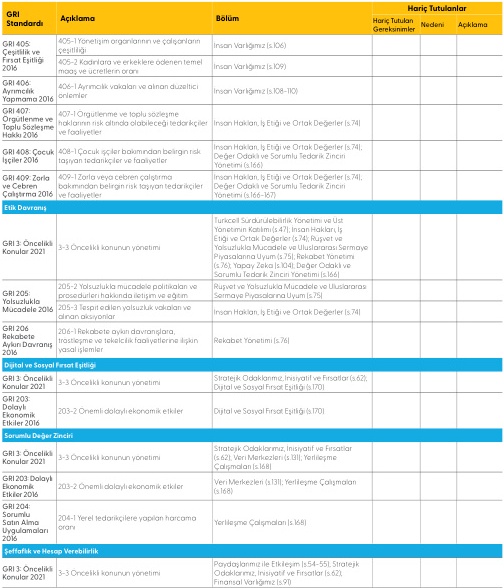 GRI Standardı
Açıklama
Bölüm
Hariç Tutulanlar
Hariç Tutulan Gereksinimler
Nedeni
Açıklama
GRI 405: Çeşitlilik ve Fırsat Eşitliği 2016
405-1 Yönetişim organlarının ve çalışanların
çeşitliliği
İnsan Varlığımız (s.106)
405-2 Kadınlara ve erkeklere ödenen temel
maaş ve ücretlerin oranı
İnsan Varlığımız (s.109)
GRI 406:
Ayrımcılık
Yapmama 2016
406-1 Ayrımcılık vakaları ve alınan düzeltici
önlemler
İnsan Varlığımız (s.108-110)
GRI 407:
Örgütlenme ve
Toplu Sözleşme
Hakkı 2016
407-1 Örgütlenme ve toplu sözleşme
haklarının risk altında olabileceği tedarikçiler
ve faaliyetler
İnsan Hakları, İş Etiği ve Ortak Değerler (s.74)
GRI 408: Çocuk
İşçiler 2016
408-1 Çocuk işçiler bakımından belirgin risk
taşıyan tedarikçiler ve faaliyetler
İnsan Hakları, İş Etiği ve Ortak Değerler (s.74);
Değer Odaklı ve Sorumlu Tedarik Zinciri
Yönetimi (s.166)
GRI 409: Zorla
ve Cebren
Çalıştırma 2016
409-1 Zorla veya cebren çalıştırma
bakımından belirgin risk taşıyan tedarikçiler
ve faaliyetler
İnsan Hakları, İş Etiği ve Ortak Değerler (s.74);
Değer Odaklı ve Sorumlu Tedarik Zinciri
Yönetimi (s.166-167)
Etik Davranış
GRI 3: Öncelikli
Konular 2021
3-3 Öncelikli konunun yönetimi
Turkcell Sürdürülebilirlik Yönetimi ve Üst
Yönetimin Katılımı (s.47); İnsan Hakları, İş
Etiği ve Ortak Değerler (s.74); Rüşvet ve
Yolsuzlukla Mücadele ve Uluslararası Sermaye
Piyasalarına Uyum (s.75); Rekabet Yönetimi
(s.76); Yapay Zeka (s.104); Değer Odaklı ve
Sorumlu Tedarik Zinciri Yönetimi (s.166)
GRI 205:
Yolsuzlukla
Mücadele 2016
205-2 Yolsuzlukla mücadele politikaları ve
prosedürleri hakkında iletişim ve eğitim
Rüşvet ve Yolsuzlukla Mücadele ve Uluslararası
Sermaye Piyasalarına Uyum (s.75)
205-3 Tespit edilen yolsuzluk vakaları ve
alınan aksiyonlar
İnsan Hakları, İş Etiği ve Ortak Değerler (s.74)
GRI 206
Rekabete
Aykırı Davranış
2016
206-1 Rekabete aykırı davranışlara,
tröstleşme ve tekelcilik faaliyetlerine ilişkin
yasal işlemler
Rekabet Yönetimi (s.76)
Dijital ve Sosyal Fırsat Eşitliği
GRI 3: Öncelikli
Konular 2021
3-3 Öncelikli konunun yönetimi
Stratejik Odaklarımız, İnisiyatif ve Fırsatlar (s.62);
Dijital ve Sosyal Fırsat Eşitliği (s.170)
GRI 203:
Dolaylı
Ekonomik
Etkiler 2016
203-2 Önemli dolaylı ekonomik etkiler
Dijital ve Sosyal Fırsat Eşitliği (s.170)
Sorumlu Değer Zinciri
GRI 3: Öncelikli
Konular 2021
3-3 Öncelikli konunun yönetimi
Stratejik Odaklarımız, İnisiyatif ve Fırsatlar
(s.62); Veri Merkezleri (s.131); Yerlileşme
Çalışmaları (s.168)
GRI 203 Dolaylı
Ekonomik
Etkiler 2016
203-2 Önemli dolaylı ekonomik etkiler
Veri Merkezleri (s.131); Yerlileşme Çalışmaları
(s.168)
GRI 204:
Sorumlu
Satın Alma
Uygulamaları
2016
204-1 Yerel tedarikçilere yapılan harcama
oranı
Yerlileşme Çalışmaları (s.168)
Şeffaflık ve Hesap Verebilirlik
GRI 3: Öncelikli
Konular 2021
3-3 Öncelikli konunun yönetimi
Paydaşlarımız ile Etkileşim (s.54-55); Stratejik
Odaklarımız, İnisiyatif ve Fırsatlar (s.62);
Finansal Varlığımız (s.91)